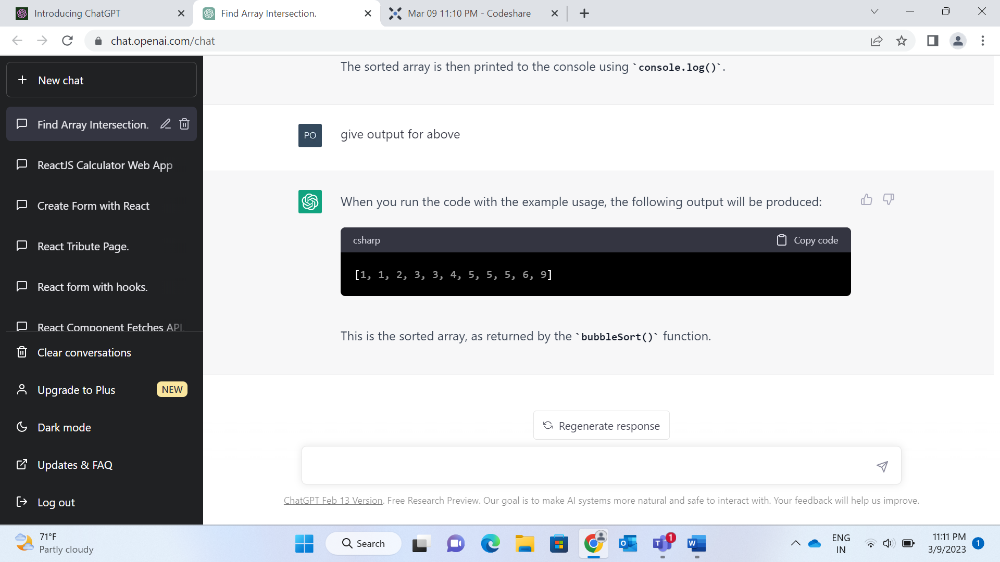 Introducing ChatGPT
Find Array Intersection.
Mar 09 11:10 PM - Codeshare
chat.openai.com/chat
New chat
Find Array Intersection.
ReactJS Calculator Web App
Create Form with React
React Tribute Page.
React form with hooks.
React Component Fetches API.
Clear conversations
Upgrade to Plus NEW
Dark mode
Updates & FAQ
Log out
The sorted array is then printed to the console using `console.log()`.
PO give output for above
When you run the code with the example usage, the following output will be produced:
csharp Copy code
[1, 1, 2, 3, 3, 4, 5, 5, 5, 6, 9]
This is the sorted array, as returned by the `bubbleSort()` function.
Regenerate response
ChatGPT Feb 13 Version. Free Research Preview. Our goal is to make AI systems more natural and safe to interact with. Your feedback will help us improve.
71°F
Partly cloudy
Search
O
T 1
W
ENG
IN
11:11 PM
3/9/2023
1